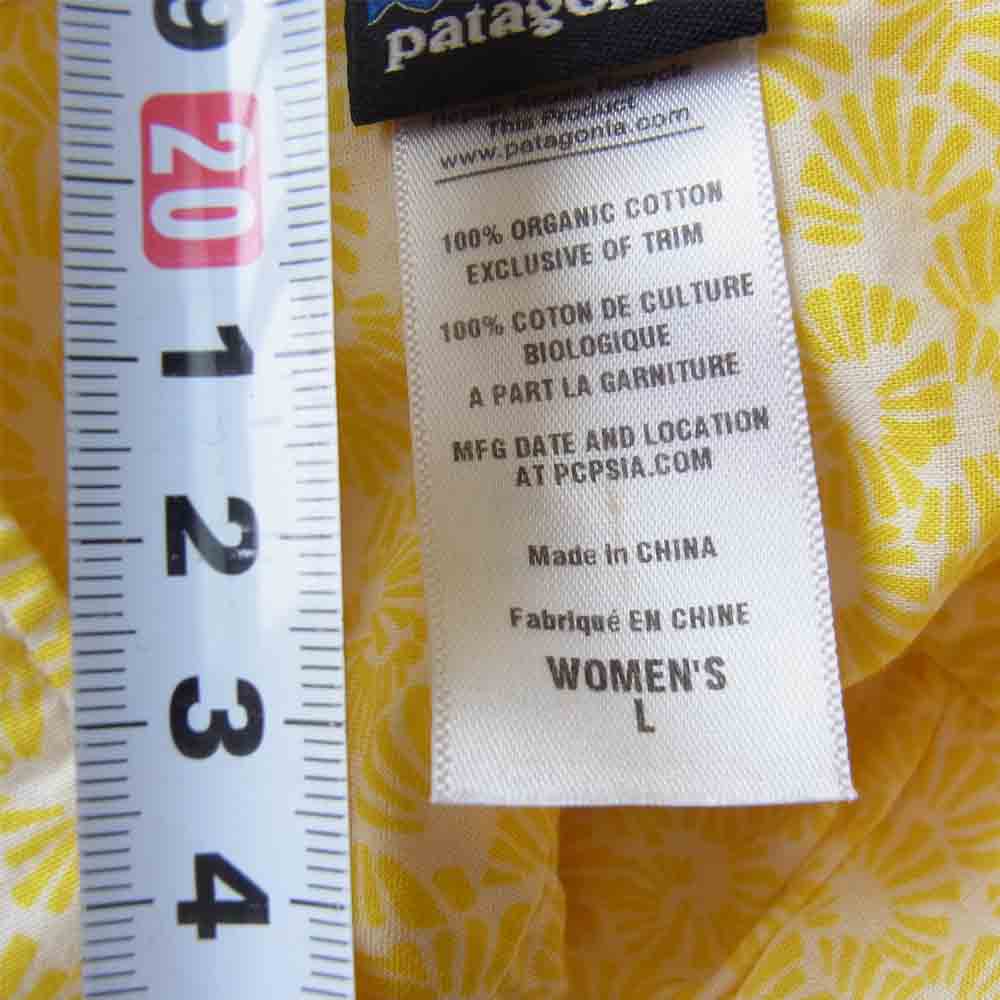 patagonia
This Product
www.patagonia.com
100% ORGANIC COTTON
EXCLUSIVE OF TRIM
100% COTON DE CULTURE
BIOLOGIQUE
A PART LA GARNITURE
MFG DATE AND LOCATION
AT PCPSIA.COM
Made in CHINA
Fabriqué EN CHINE
WOMEN'S
L
9
20
1
2
3
4